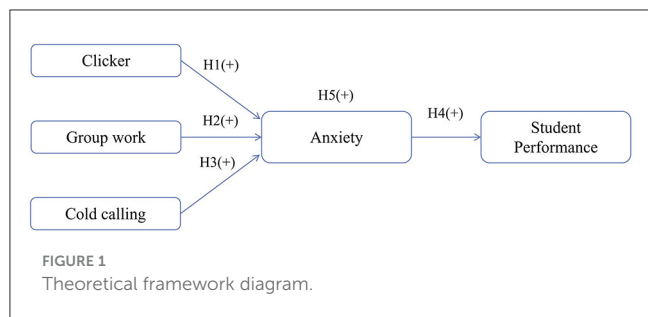 Clicker
H1(+)
H5(+)
Group work
H2(+)
Anxiety
H4(+)
Student
Performance
H3(+)
Cold calling
FIGURE 1
Theoretical framework diagram.